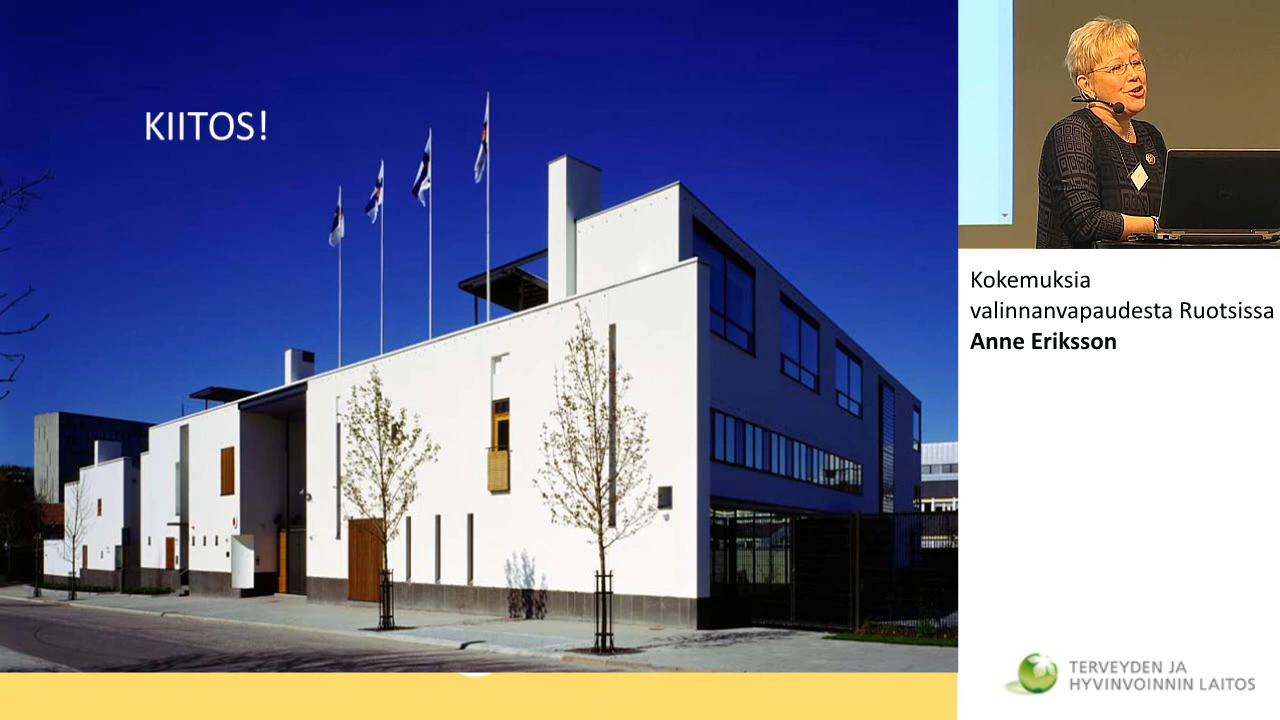 KIITOS!
Kokemuksia
valinnanvapaudesta Ruotsissa
Anne Eriksson
TERVEYDEN JA
HYVINVOINNIN LAITOS